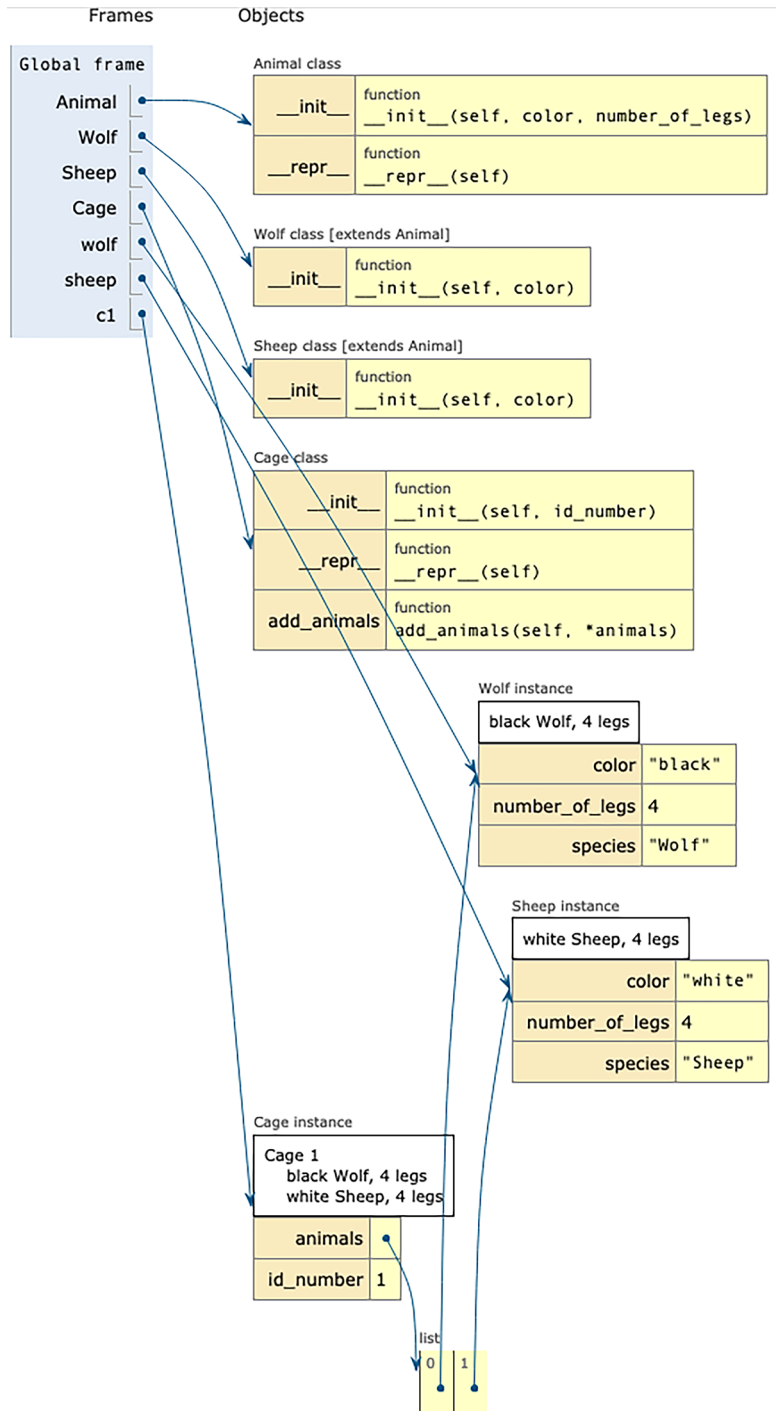 Frames Objects
Global frame
Animal
Wolf
Sheep
Cage
wolf
sheep
c1
Animal class
__init__ function
__init__(self, color, number_of_legs)
__repr__ function
__repr__(self)
Wolf class [extends Animal]
__init__ function
__init__(self, color)
Sheep class [extends Animal]
__init__ function
__init__(self, color)
Cage class
__init__ function
__init__(self, id_number)
__repr__ function
__repr__(self)
add_animals function
add_animals(self, *animals)
Wolf instance
black Wolf, 4 legs
color "black"
number_of_legs 4
species "Wolf"
Sheep instance
white Sheep, 4 legs
color "white"
number_of_legs 4
species "Sheep"
Cage instance
Cage 1
black Wolf, 4 legs
white Sheep, 4 legs
animals
id_number 1
list
0 1